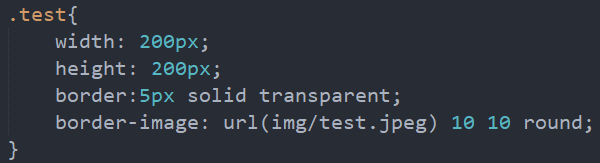 .test{
    width: 200px;
    height: 200px;
    border:5px solid transparent;
    border-image: url(img/test.jpeg) 10 10 round;
}